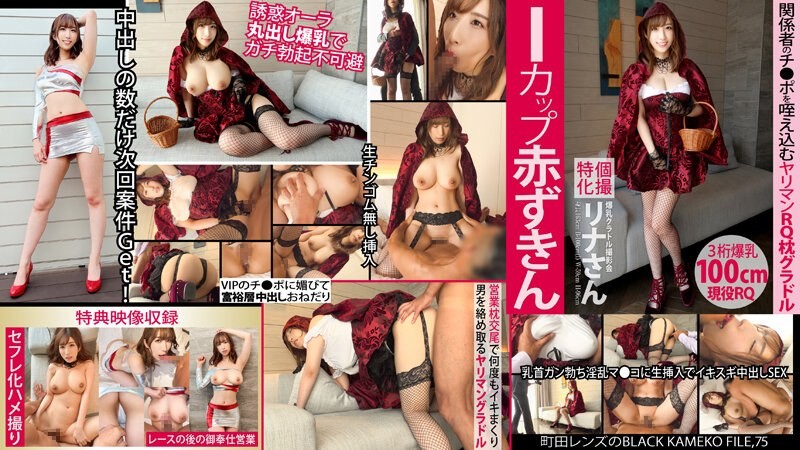 中出しの数だけ次回案件Get!
誘惑オーラ
丸出し爆乳で
ガチ勃起不可避
生チンゴム無し挿入
VIPのチ●ポに媚びて
富裕層中出しおねだり
特典映像収録
セフレ化ハメ撮り
レースの後の御奉仕営業
営業枕交尾で何度もイキまくり
男を絡め取るヤリマングラドル
Iカップ赤ずきん
関係者のチ●ポを咥え込むヤリマンRQ枕グラドル
個撮
特化
爆乳グラドル撮影会
リナさん
3桁爆乳
100cm
現役RQ
乳首ガン勃ち淫乱マ●コに生挿入でイキスギ中出しSEX
町田レンズのBLACK KAMEKO FILE,75